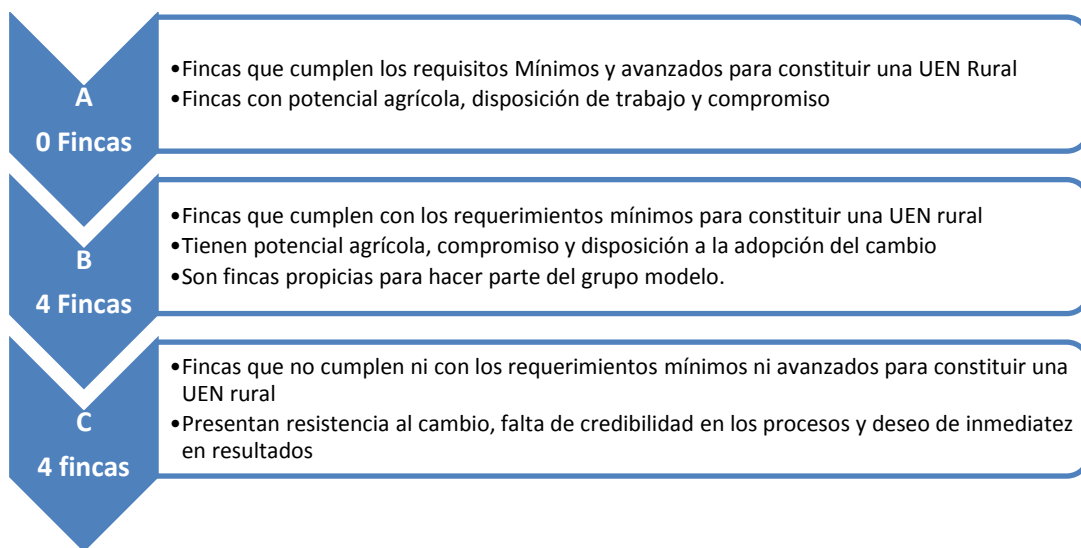 A
0 Fincas
•Fincas que cumplen los requisitos Mínimos y avanzados para constituir una UEN Rural
•Fincas con potencial agrícola, disposición de trabajo y compromiso
B
4 Fincas
•Fincas que cumplen con los requerimientos mínimos para constituir una UEN rural
•Tienen potencial agrícola, compromiso y disposición a la adopción del cambio
•Son fincas propicias para hacer parte del grupo modelo.
C
4 fincas
•Fincas que no cumplen ni con los requerimientos mínimos ni avanzados para constituir una
UEN rural
•Presentan resistencia al cambio, falta de credibilidad en los procesos y deseo de inmediatez
en resultados